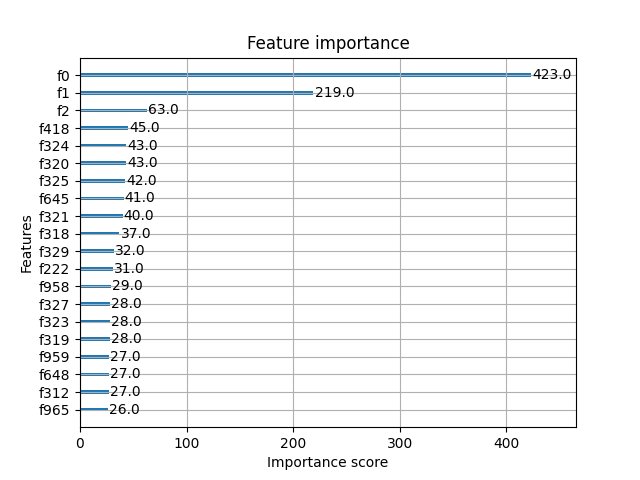 Feature importance
f0 423.0
f1 219.0
f2 63.0
f418 45.0
f324 43.0
f320 43.0
f325 42.0
f645 41.0
f321 40.0
f318 37.0
f329 32.0
f222 31.0
f958 29.0
f327 28.0
f323 28.0
f319 28.0
f959 27.0
f648 27.0
f312 27.0
f965 26.0
Features
0 100 200 300 400
Importance score